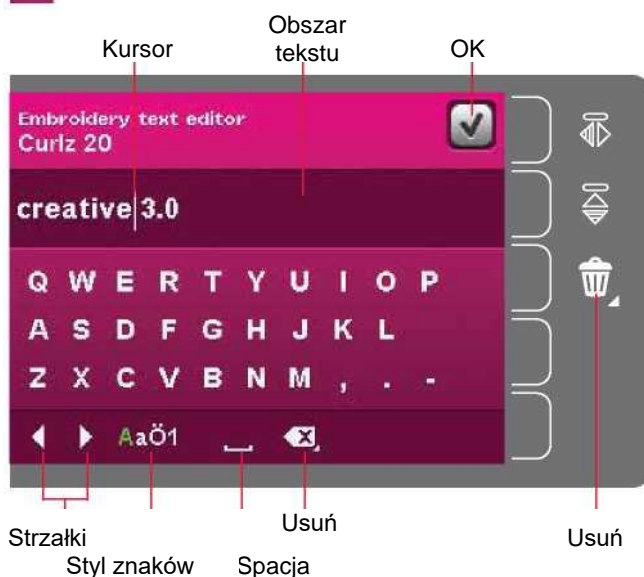 Kursor
Obszar
tekstu
OK
Embroidery text editor
Curlz 20
creative 3.0
Q W E R T Y U I O P
A S D F G H J K L
Z X C V B N M , . -
AaÖ1
Strzałki
Styl znaków
Spacja
Usuń
Usuń